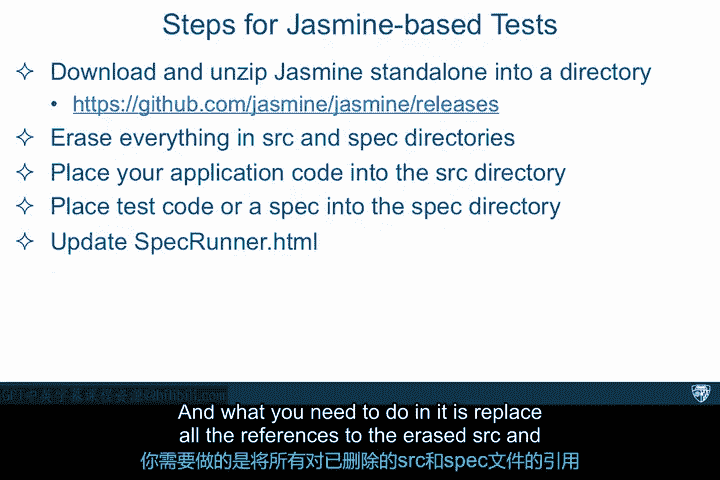 Steps for Jasmine-based Tests
✧ Download and unzip Jasmine standalone into a directory
• https://github.com/jasmine/jasmine/releases
✧ Erase everything in src and spec directories
✧ Place your application code into the src directory
✧ Place test code or a spec into the spec directory
✧ Update SpecRunner.html
And what you need to do in it is replace
all the references to the erased src and
你需要做的是将所有对已删除的src和spec文件的引用